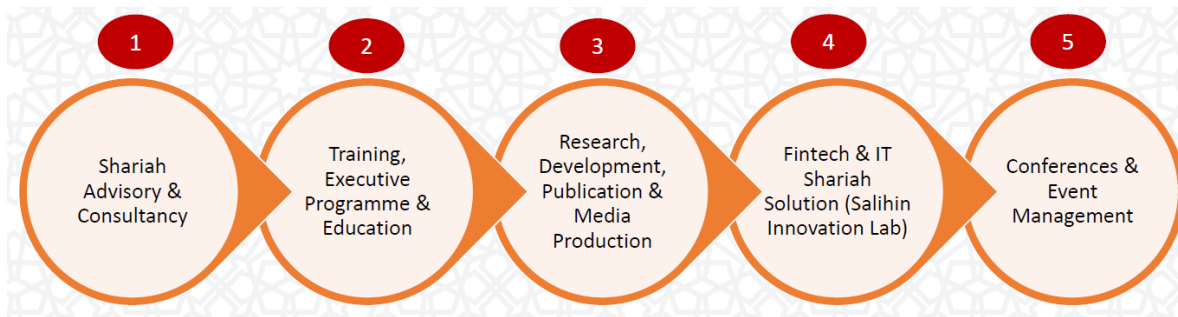 1
Shariah
Advisory &
Consultancy
2
Training,
Executive
Programme &
Education
3
Research,
Development,
Publication &
Media
Production
4
Fintech & IT
Shariah
Solution (Salihin
Innovation Lab)
5
Conferences &
Event
Management